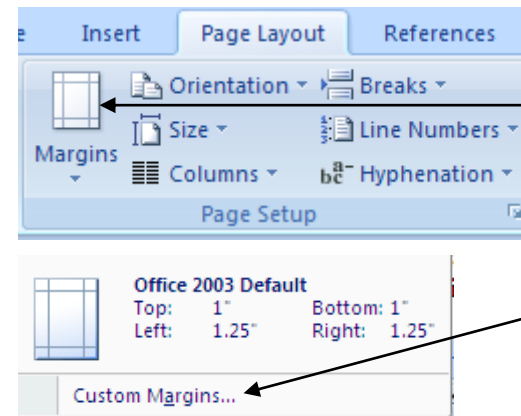 e Insert Page Layout References
Orientation Breaks
Margins Size Line Numbers
Columns Hyphenation
Page Setup
Office 2003 Default
Top: 1" Bottom: 1"
Left: 1.25" Right: 1.25"
Custom Margins...